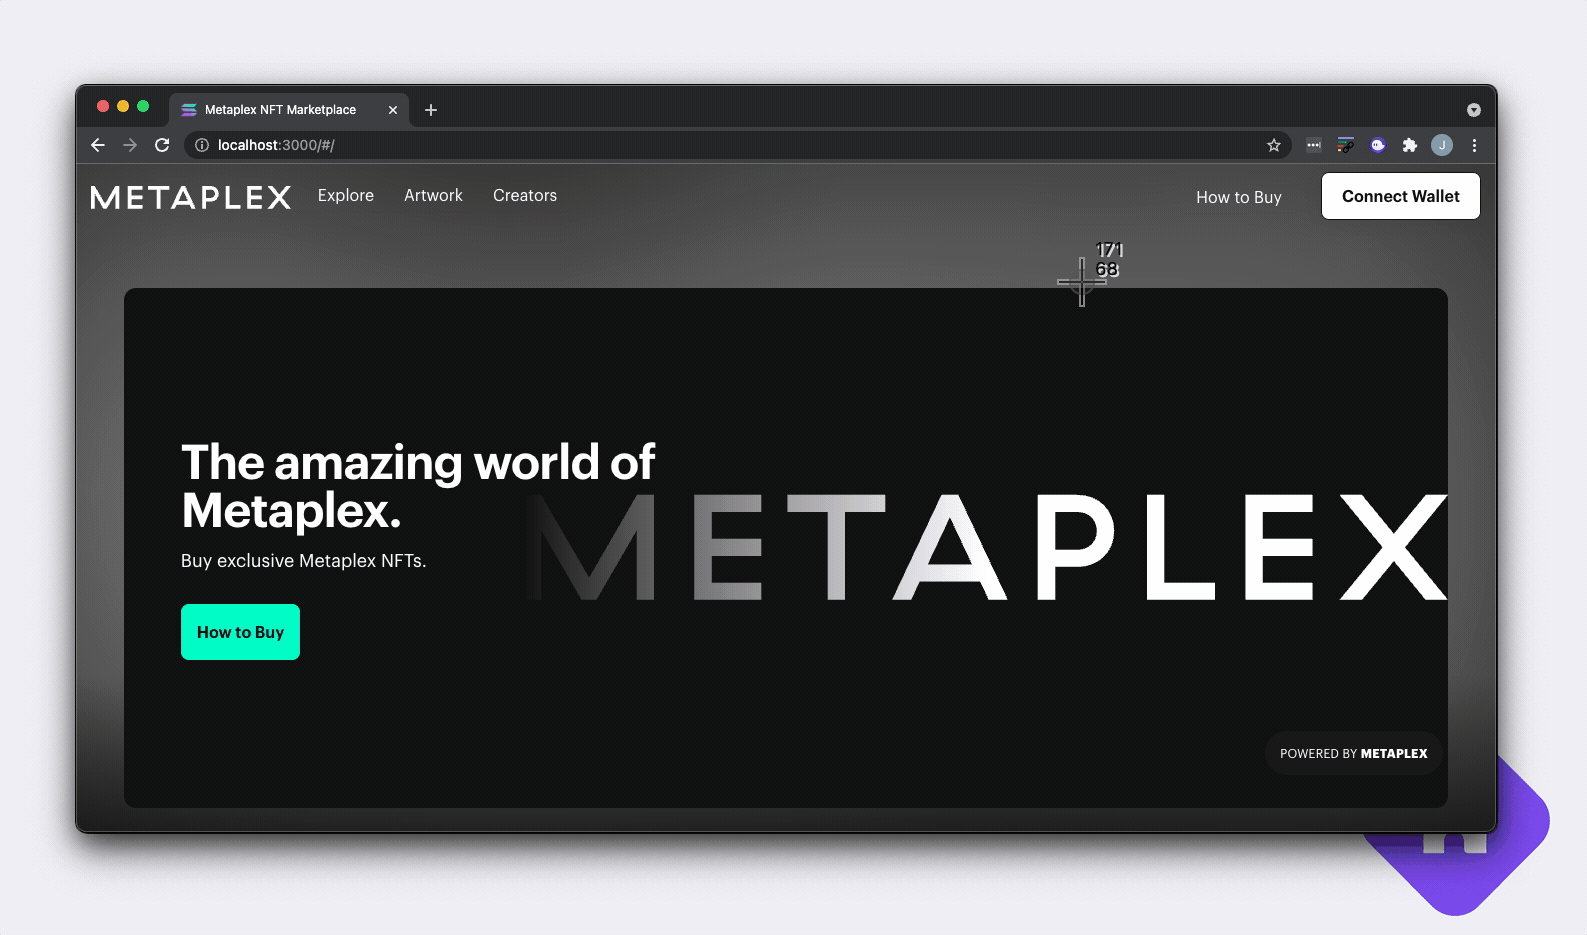 Metaplex NFT Marketplace
localhost:3000/#/
J
METAPLEX
Explore
Artwork
Creators
How to Buy
Connect Wallet
171
68
The amazing world of
Metaplex.
METAPLEX
Buy exclusive Metaplex NFTs.
How to Buy
POWERED BY METAPLEX